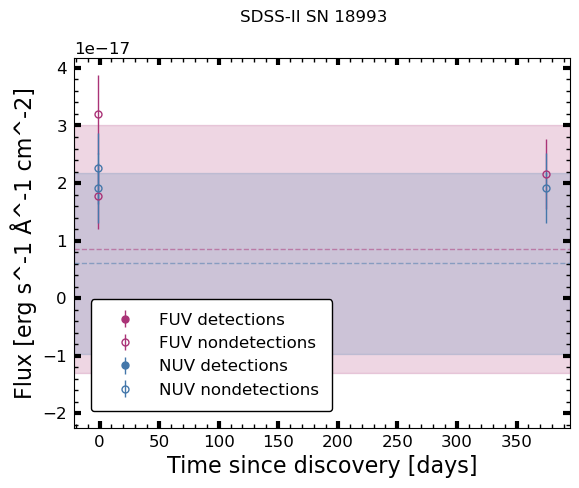 SDSS-II SN 18993
1e−17
4
3
2
1
0
−1
−2
Flux [erg s^-1 Å^-1 cm^-2]
FUV detections
FUV nondetections
NUV detections
NUV nondetections
0 50 100 150 200 250 300 350
Time since discovery [days]